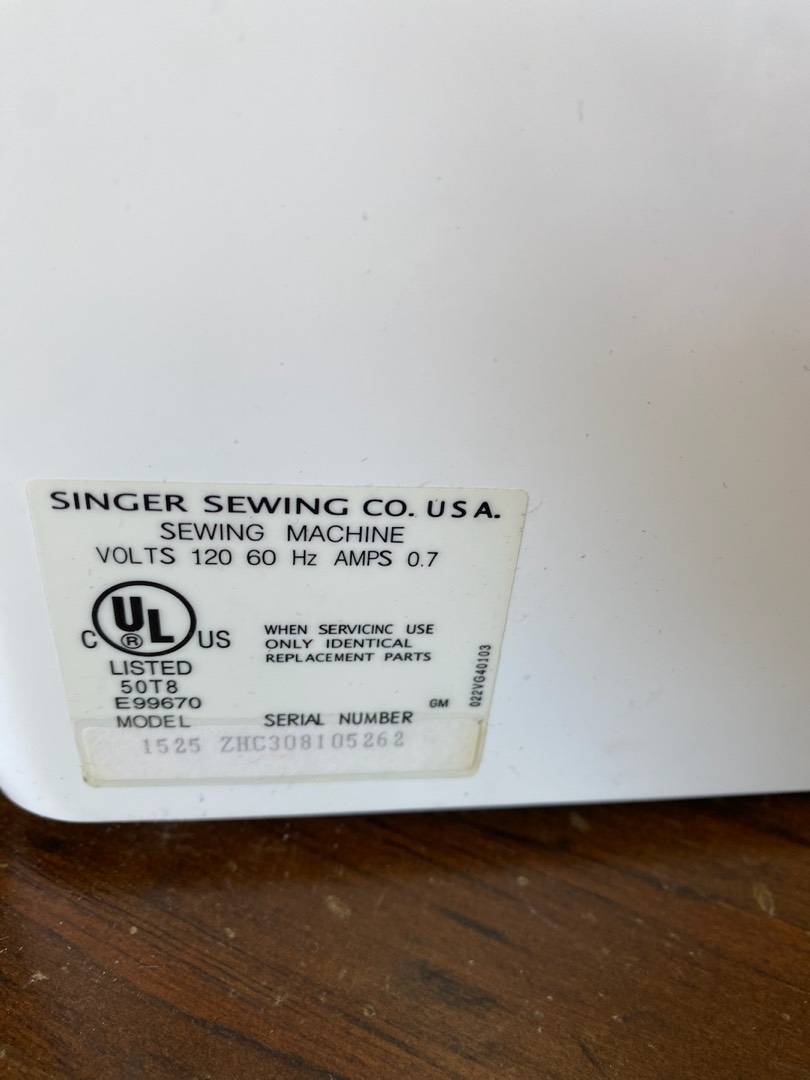 SINGER SEWING CO. U S A.
SEWING MACHINE
VOLTS 120 60 Hz AMPS 0.7
C UL ® US
LISTED
50T8
E99670
WHEN SERVICINC USE
ONLY IDENTICAL
REPLACEMENT PARTS
GM
022VG40103
MODEL SERIAL NUMBER
1525 ZHC308105262